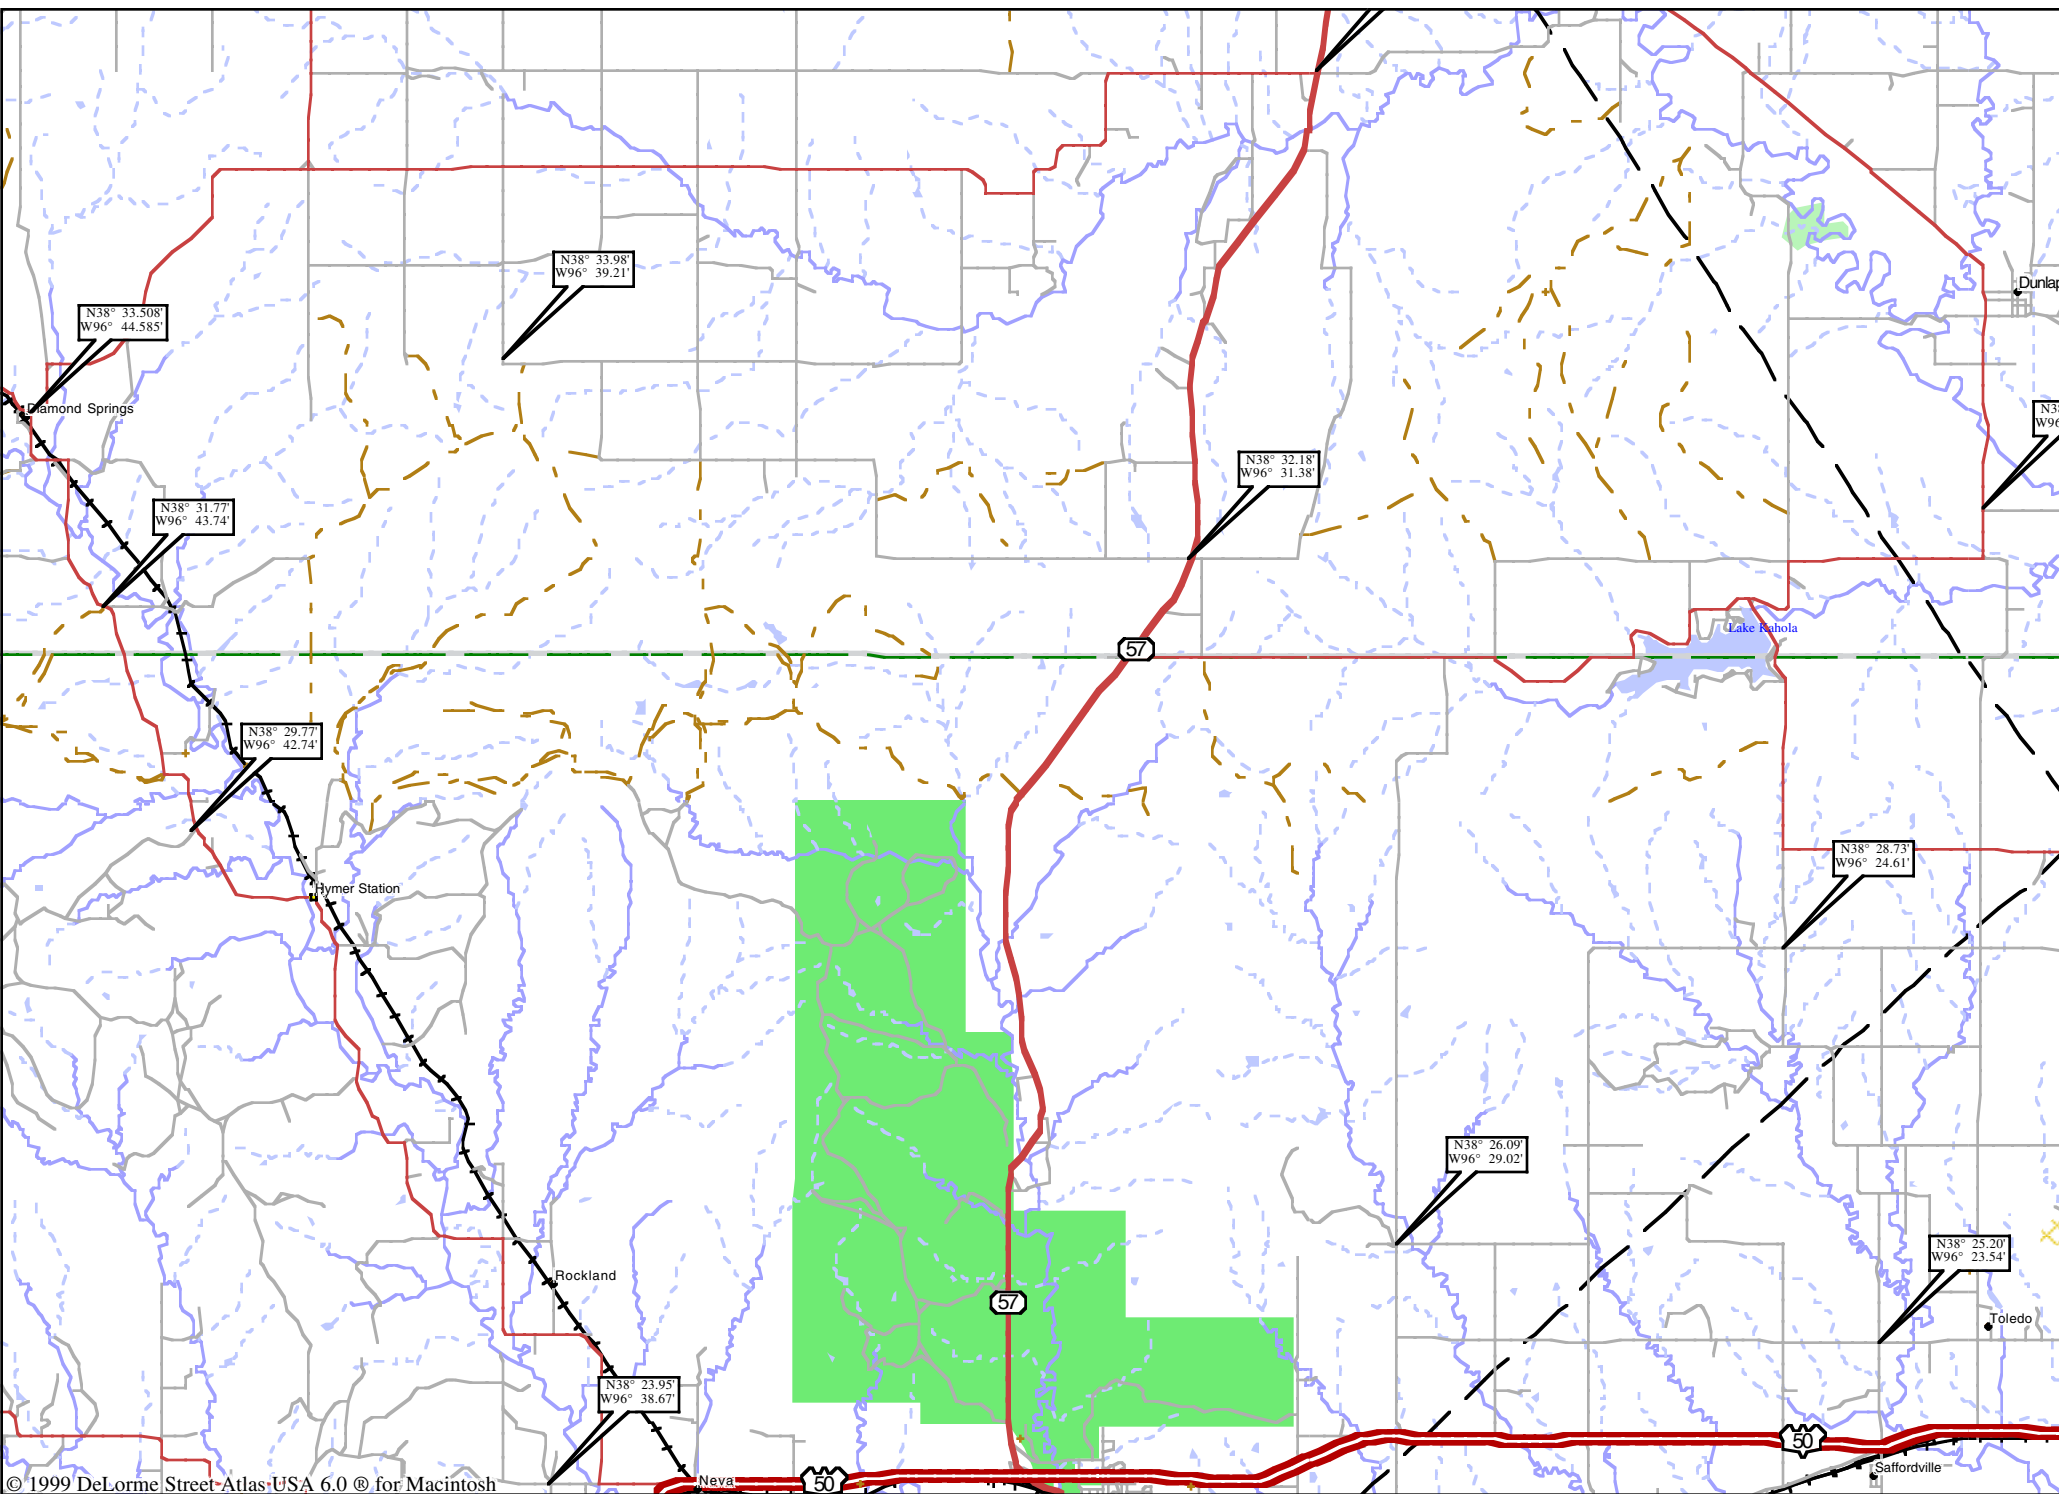 N38° 33.98'
W96° 39.21'
Dunlap
N38° 33.508'
W96° 44.585'
Diamond Springs
N38
W96
N38° 32.18'
W96° 31.38'
N38° 31.77'
W96° 43.74'
Lake Kahola
57
N38° 29.77'
W96° 42.74'
N38° 28.73'
W96° 24.61'
Hymer Station
N38° 26.09'
W96° 29.02'
N38° 25.20'
W96° 23.54'
Rockland
57
Toledo
N38° 23.95'
W96° 38.67'
50
Saffordville
Neva
50
© 1999 DeLorme Street Atlas USA 6.0 ® for Macintosh